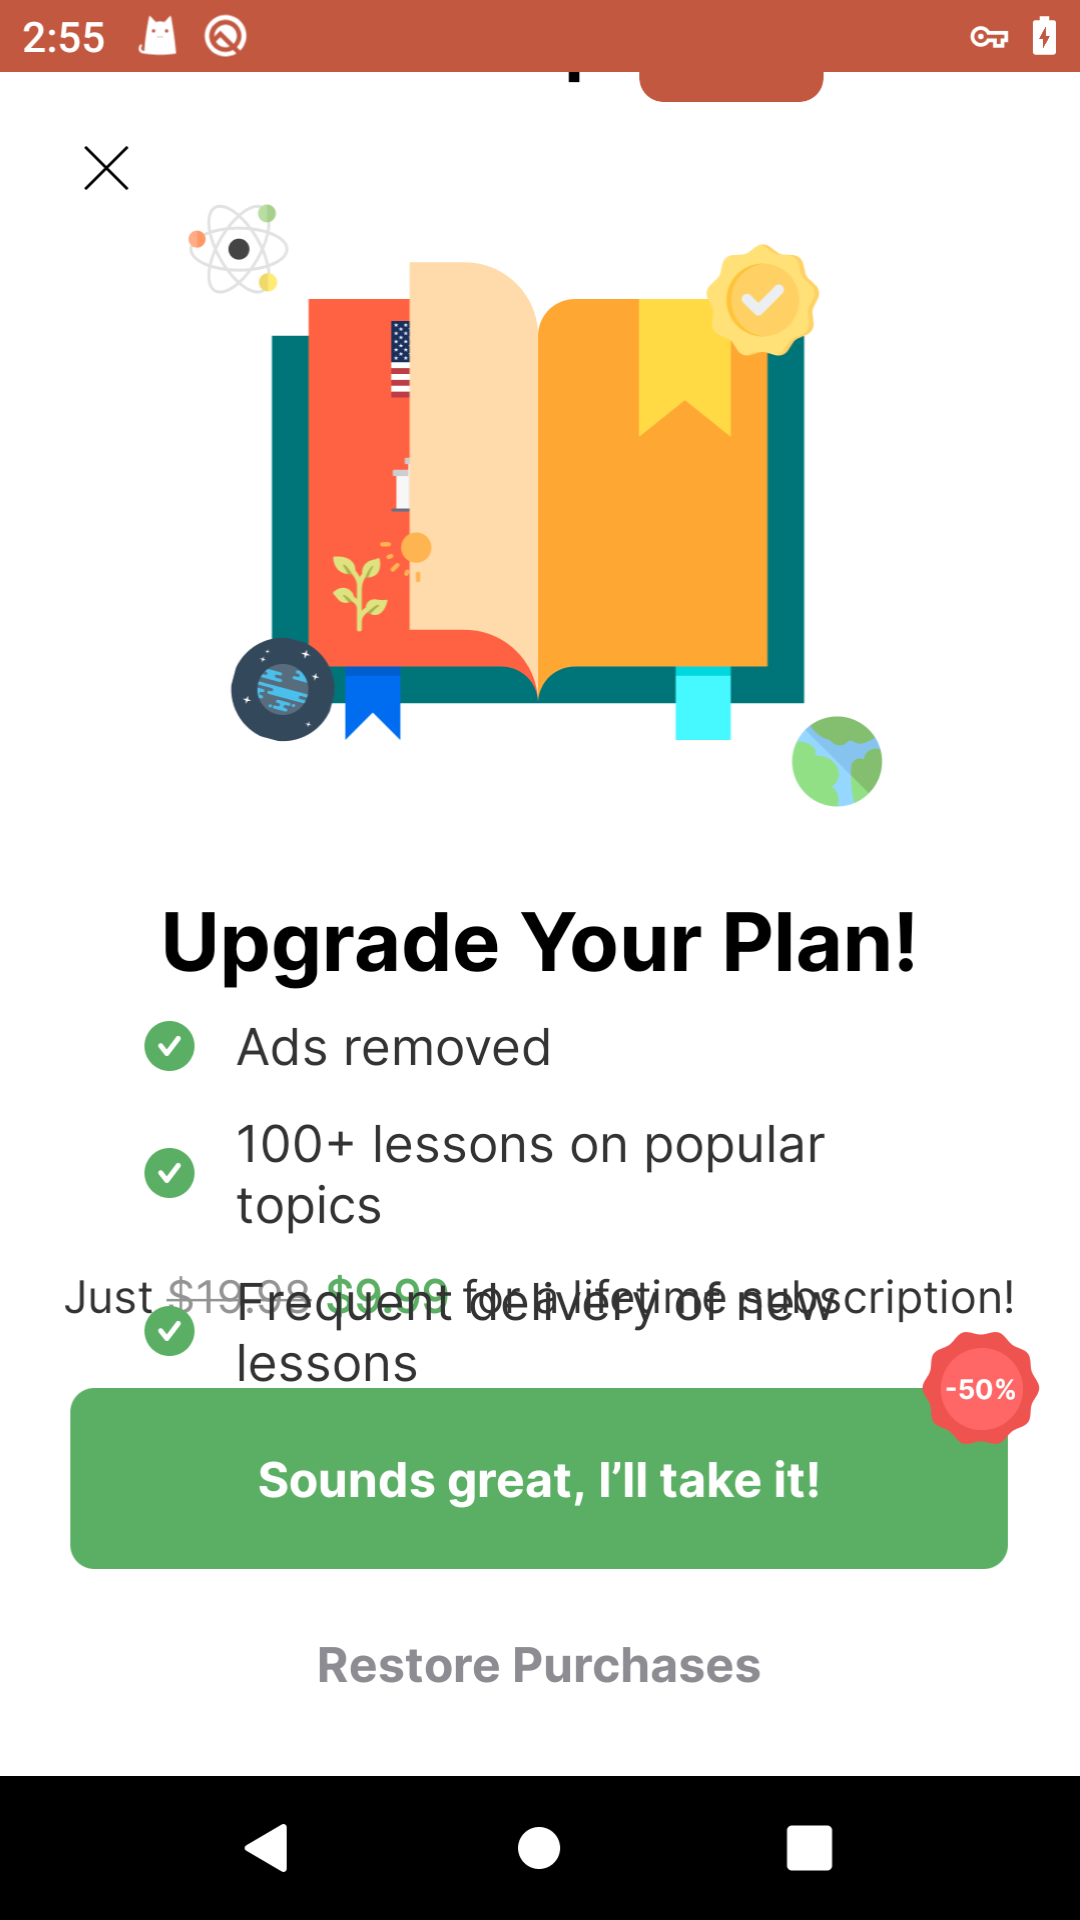 2:55
Upgrade Your Plan!
Ads removed
100+ lessons on popular
topics
Just $19.98 $9.99 for a lifetime subscription!
Frequent delivery of new
lessons
-50%
Sounds great, I’ll take it!
Restore Purchases